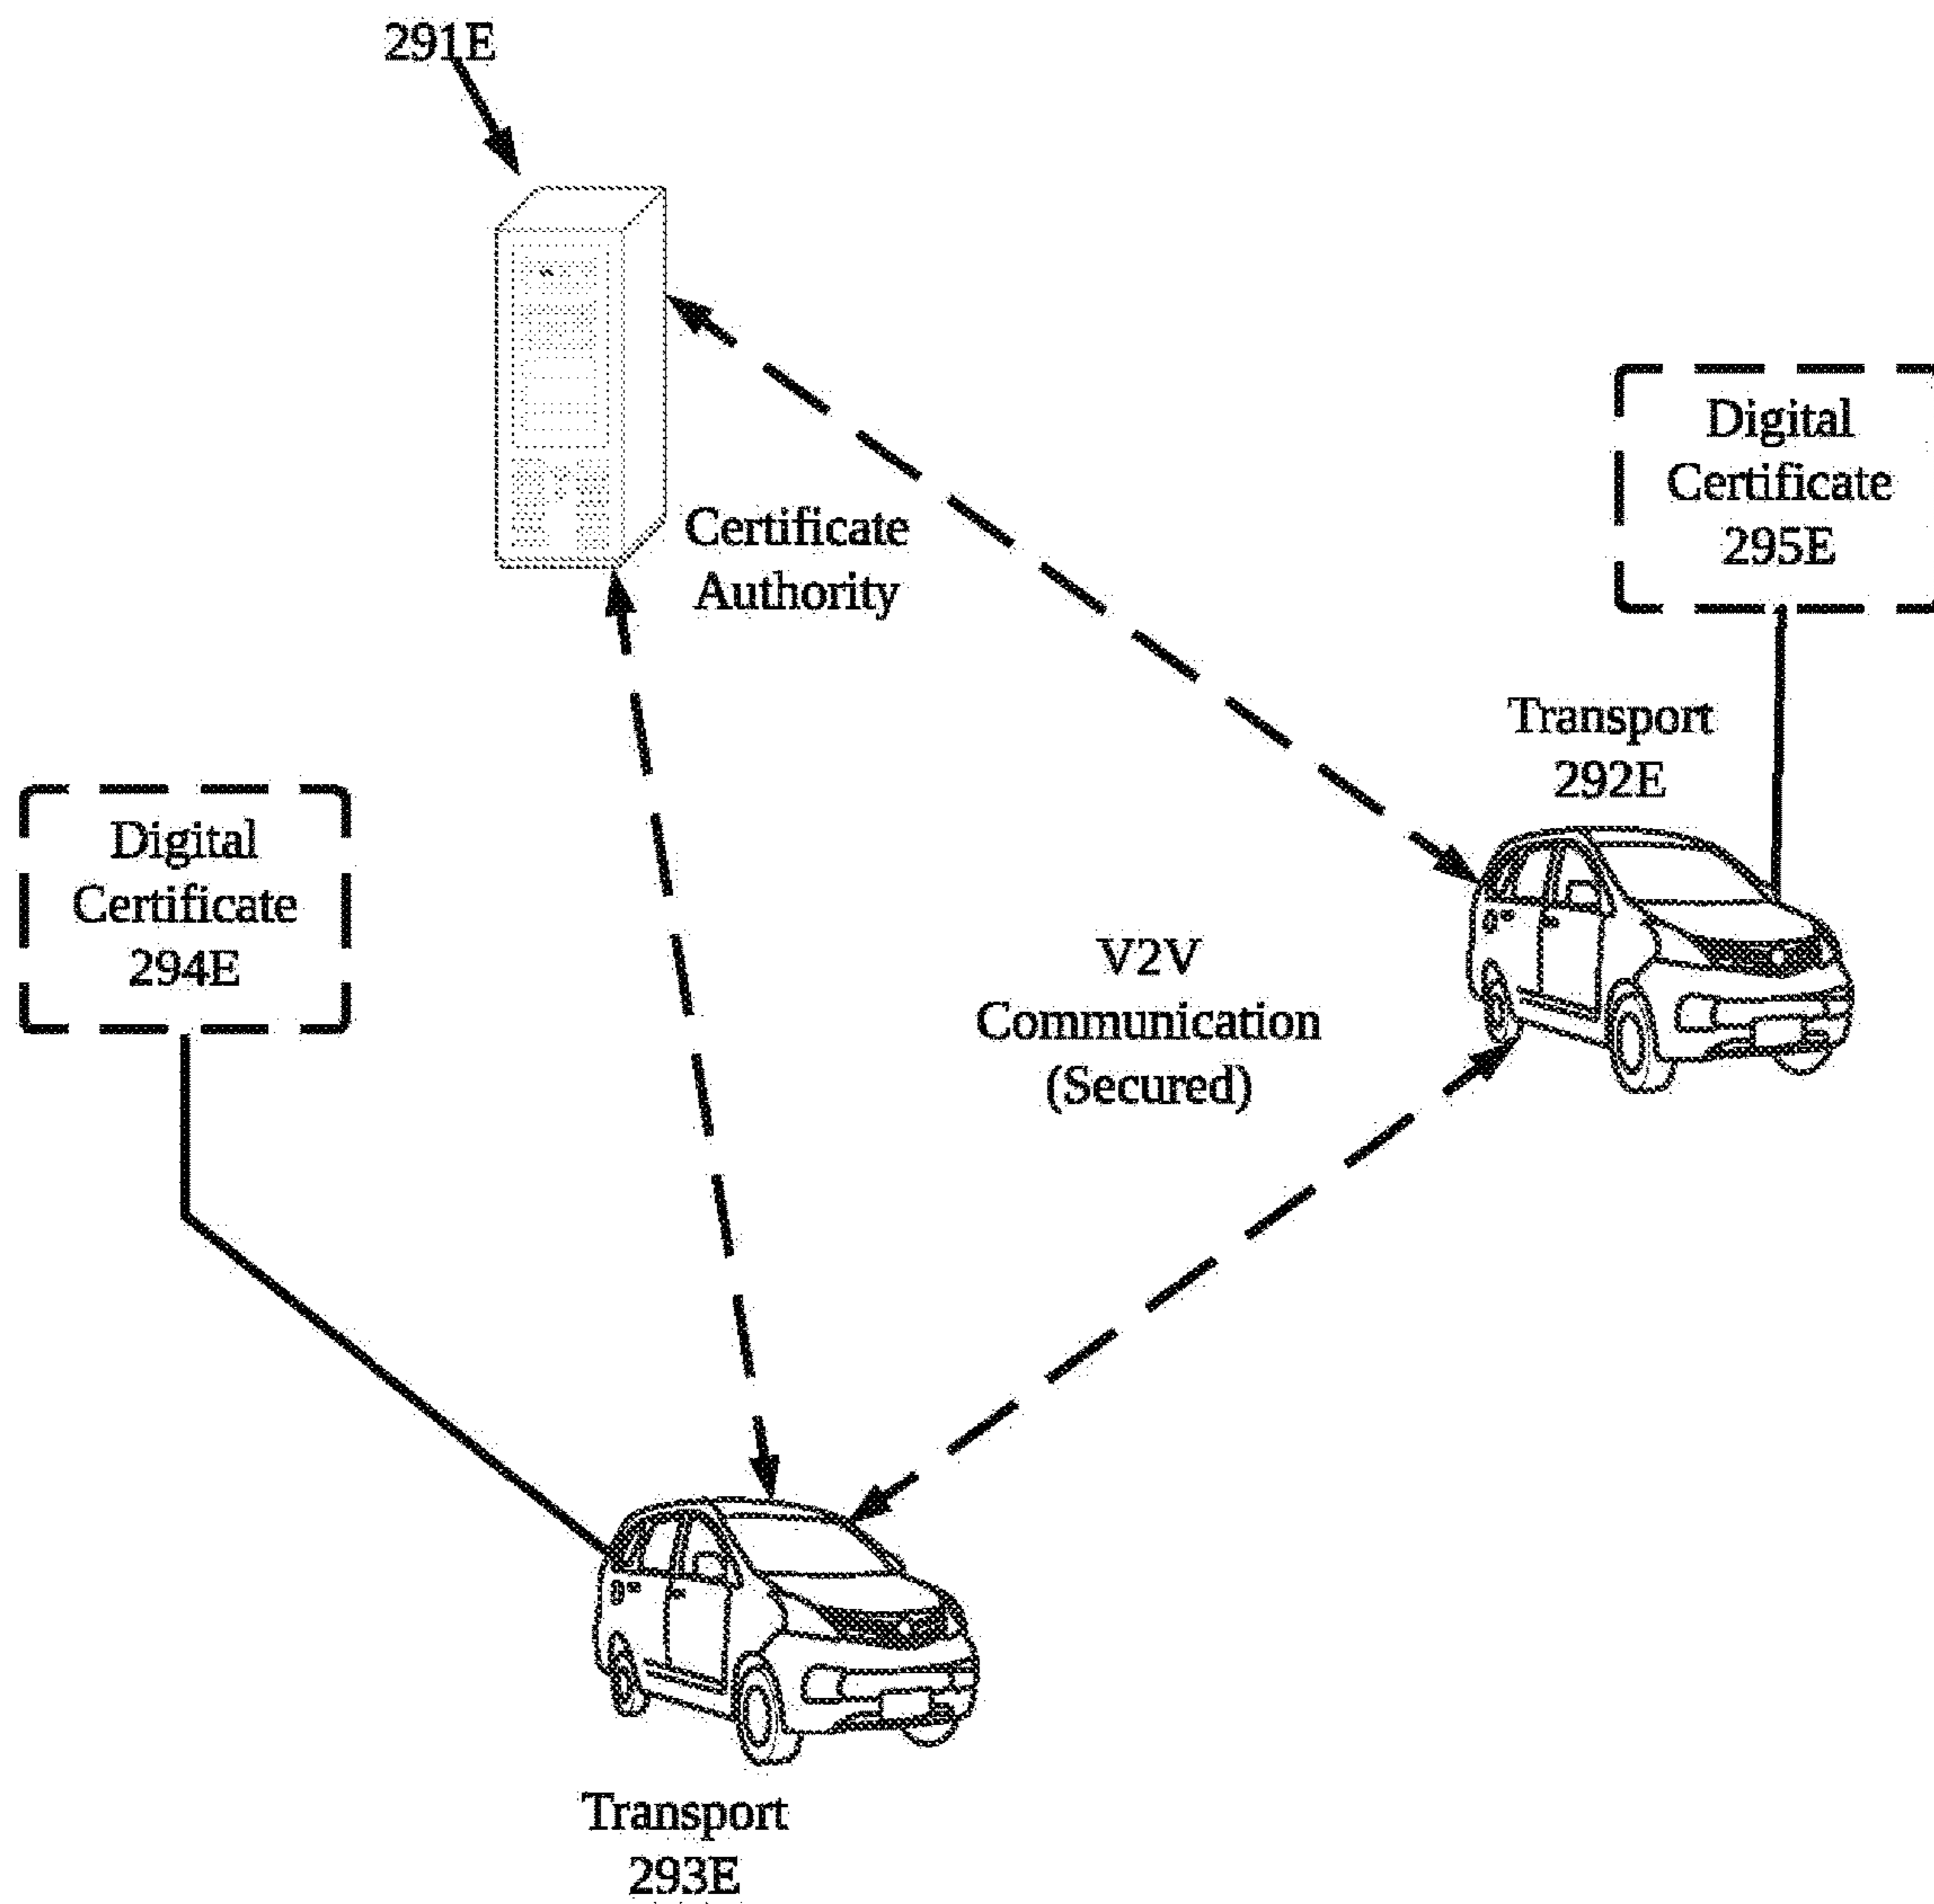 291E
Certificate
Authority
Digital
Certificate
295E
Transport
292E
Digital
Certificate
294E
V2V
Communication
(Secured)
Transport
293E